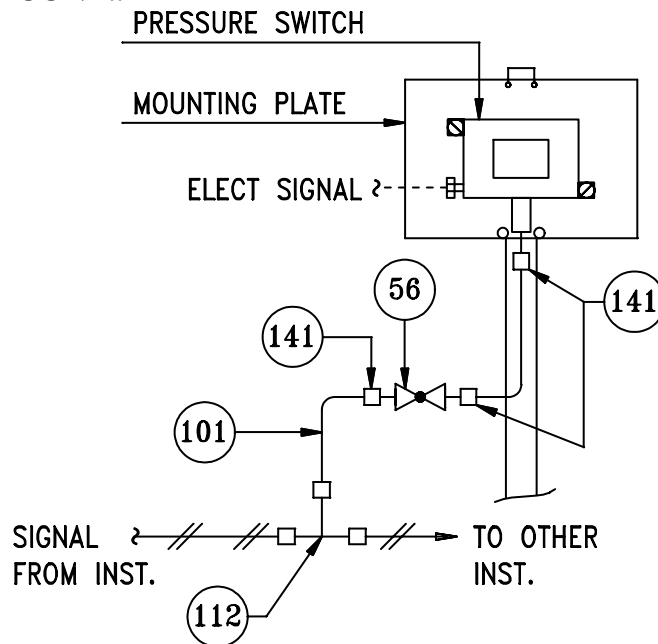 PRESSURE SWITCH
MOUNTING PLATE
ELECT SIGNAL
56
141
141
101
SIGNAL
FROM INST.
TO OTHER
INST.
112